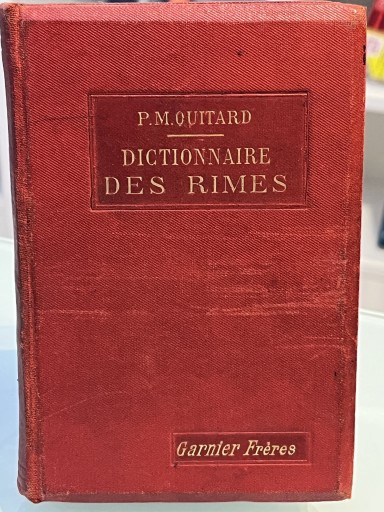 P. M. QUITARD
DICTIONNAIRE
DES RIMES
Garnier Frères